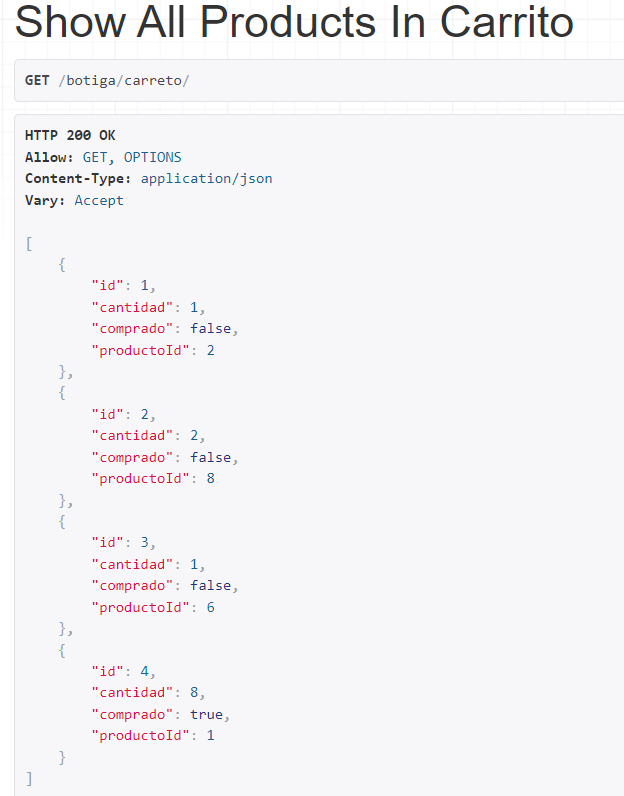 Show All Products In Carrito
GET /botiga/carreto/
HTTP 200 OK
Allow: GET, OPTIONS
Content-Type: application/json
Vary: Accept
[
    {
        "id": 1,
        "cantidad": 1,
        "comprado": false,
        "productoId": 2
    },
    {
        "id": 2,
        "cantidad": 2,
        "comprado": false,
        "productoId": 8
    },
    {
        "id": 3,
        "cantidad": 1,
        "comprado": false,
        "productoId": 6
    },
    {
        "id": 4,
        "cantidad": 8,
        "comprado": true,
        "productoId": 1
    }
]